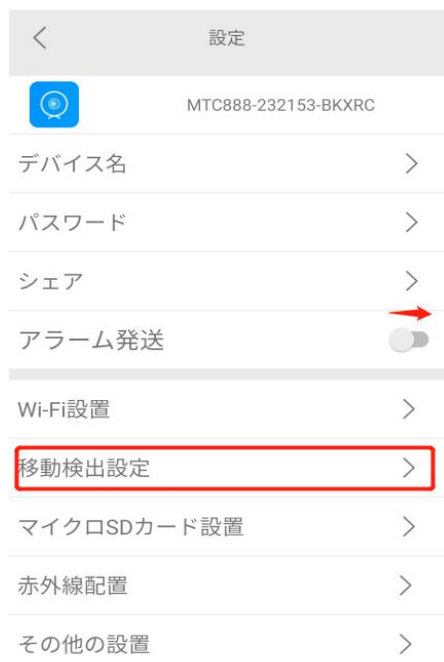 設定
MTC888-232153-BKXRC
デバイス名
パスワード
シェア
アラーム発送
Wi-Fi設置
移動検出設定
マイクロSDカード設置
赤外線配置
その他の設置